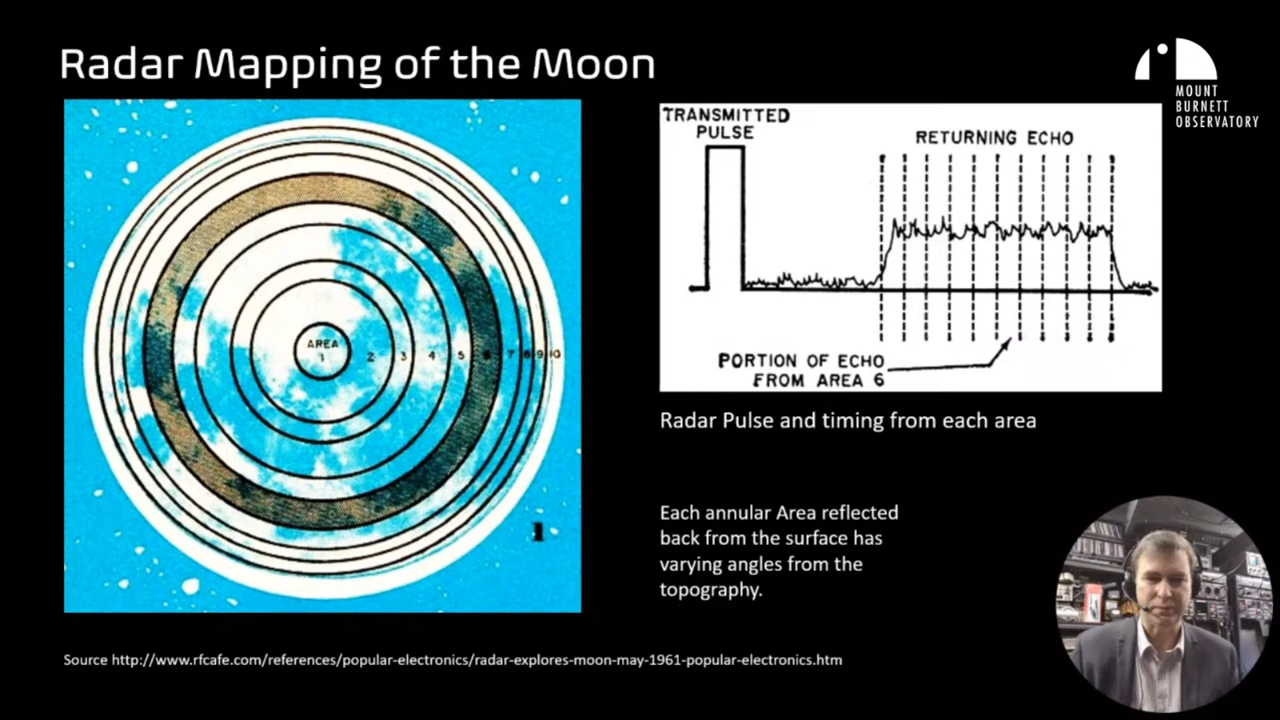 Radar Mapping of the Moon
MOUNT
BURNETT
OBSERVATORY
AREA
1 2 3 4 5 6 7 8 9 10
1
TRANSMITTED
PULSE
RETURNING ECHO
PORTION OF ECHO
FROM AREA 6
Radar Pulse and timing from each area
Each annular Area reflected
back from the surface has
varying angles from the
topography.
Source http://www.rfcafe.com/references/popular-electronics/radar-explores-moon-may-1961-popular-electronics.htm